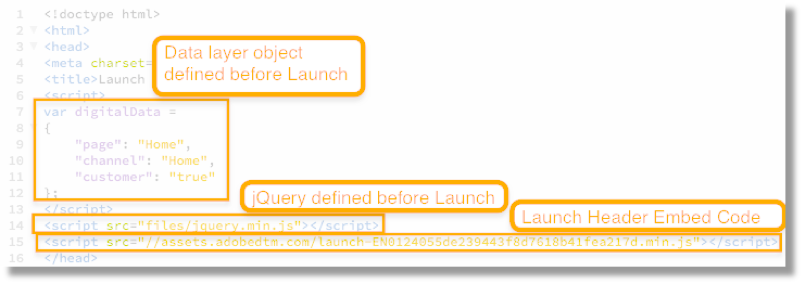 1 <!doctype html>
2 <html>
3 <head>
4 <meta charset=
Data layer object
defined before Launch
5 <title>Launch
6 <script>
7 var digitalData =
8 {
9 "page": "Home",
10 "channel": "Home",
11 "customer": "true"
12 };
jQuery defined before Launch
13 </script>
Launch Header Embed Code
14 <script src="files/jquery.min.js"></script>
15 <script src="//assets.adobedtm.com/launch-EN0124055de239443f8d7618b41fea217d.min.js"></script>
16 </head>